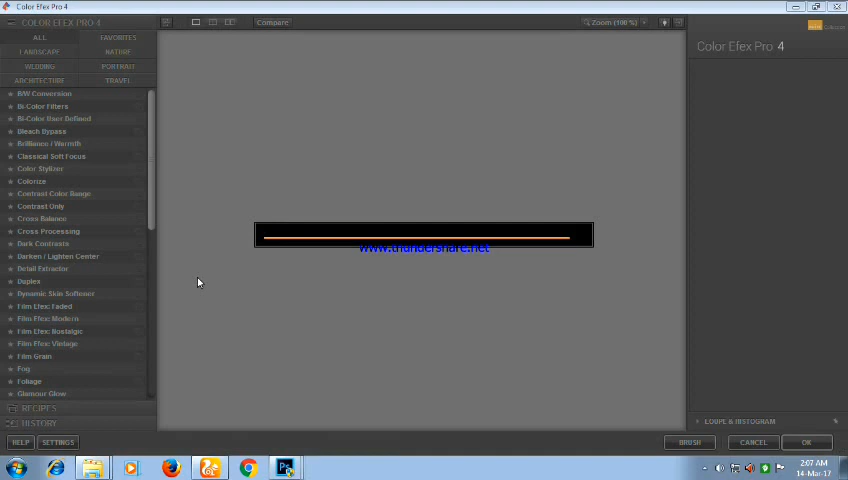 Color Efex Pro 4
COLOR EFEX PRO 4
Compare
Zoom (100 %)
ALL
FAVORITES
LANDSCAPE
NATURE
WEDDING
PORTRAIT
ARCHITECTURE
TRAVEL
Color Efex Pro 4
B/W Conversion
Bi-Color Filters
Bi-Color User Defined
Bleach Bypass
Brilliance / Warmth
Classical Soft Focus
Color Stylizer
Colorize
Contrast Color Range
Contrast Only
Cross Balance
Cross Processing
Dark Contrasts
Darken / Lighten Center
Detail Extractor
Duplex
Dynamic Skin Softener
Film Efex: Faded
Film Efex: Modern
Film Efex: Nostalgic
Film Efex: Vintage
Film Grain
Fog
Foliage
Glamour Glow
www.thundershare.net
RECIPES
HISTORY
LOUPE & HISTOGRAM
HELP
SETTINGS
BRUSH
CANCEL
OK
Ps
2:07 AM
14-Mar-17